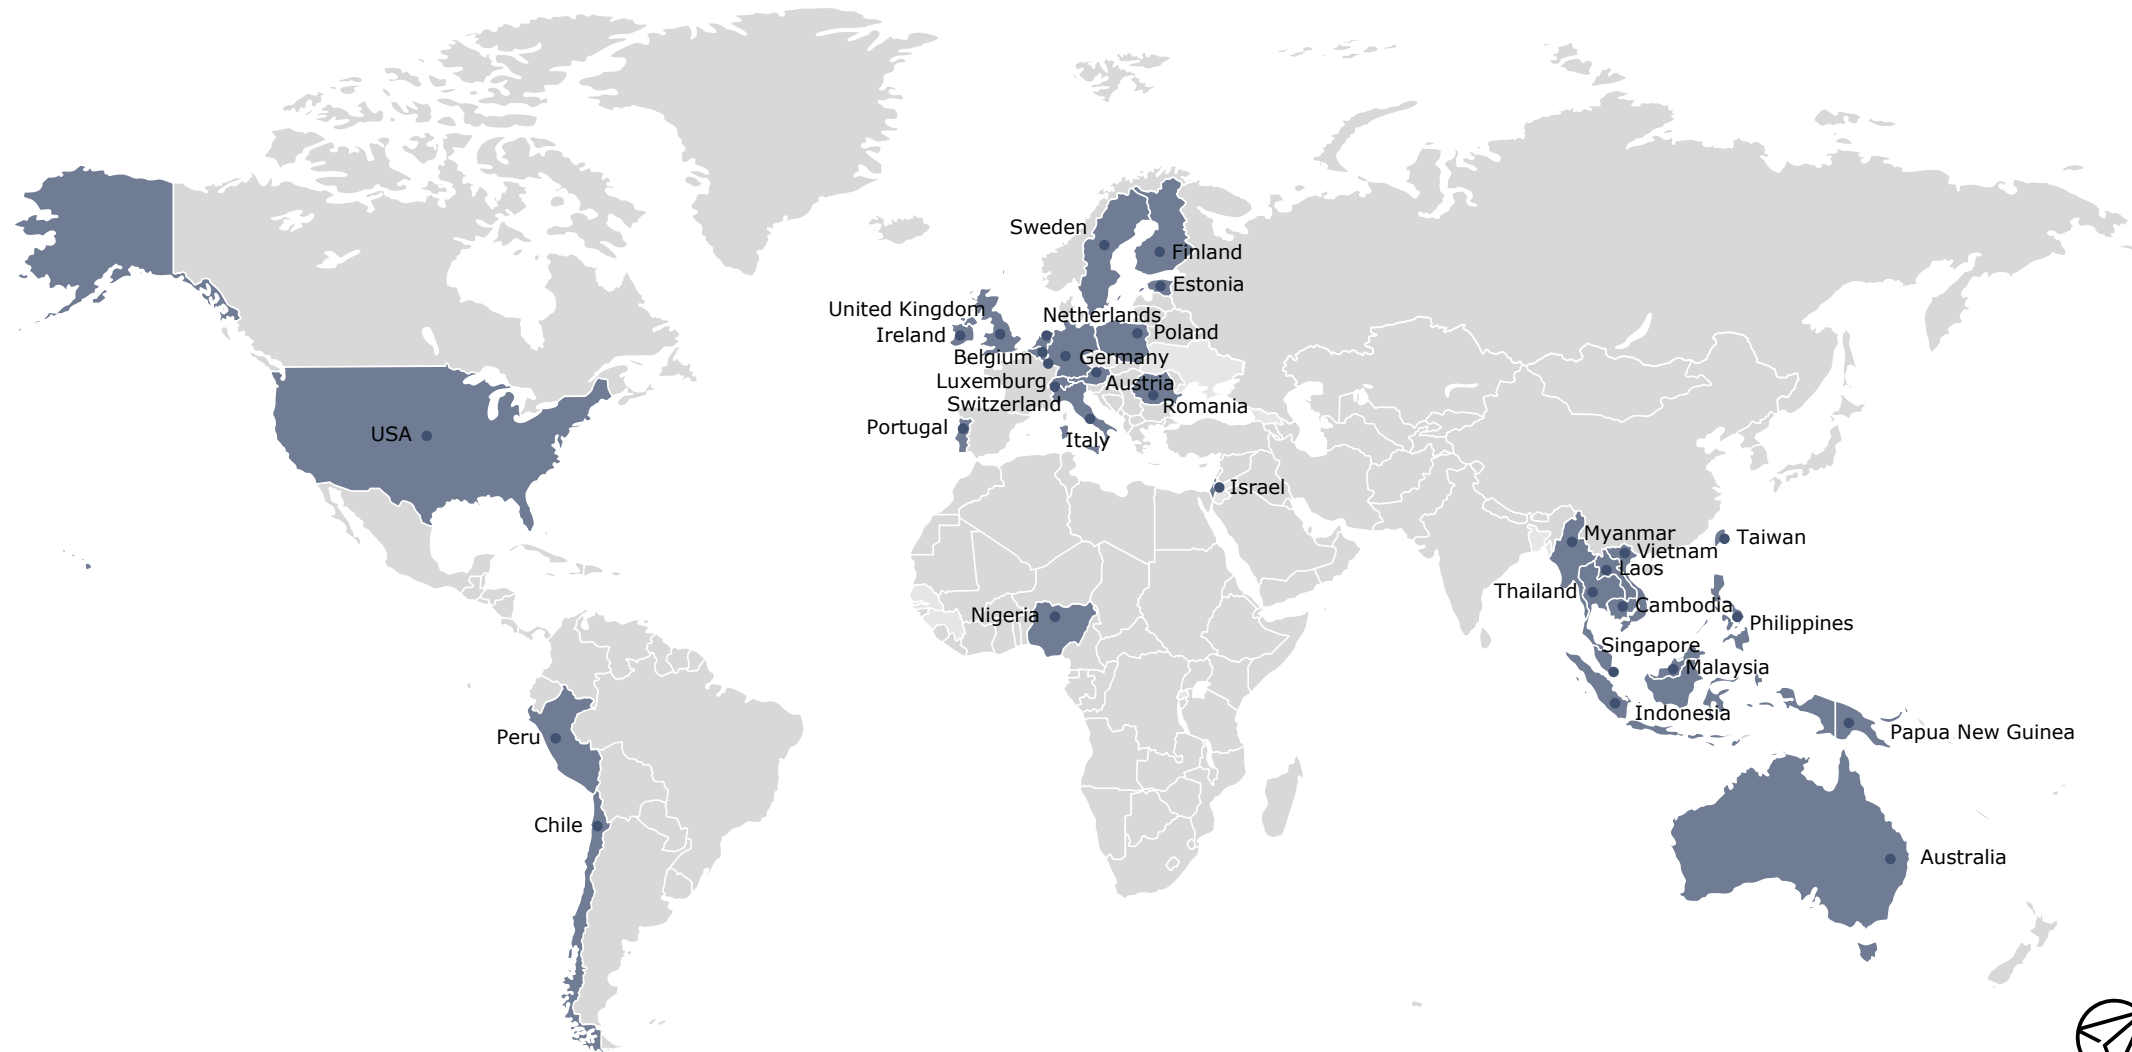 Sweden
Finland
Estonia
United Kingdom
Netherlands
Ireland
Poland
Belgium
Germany
Luxemburg
Austria
Switzerland
Romania
Portugal
USA
Italy
Israel
Myanmar
Taiwan
Vietnam
Laos
Thailand
Cambodia
Nigeria
Philippines
Singapore
Malaysia
Indonesia
Peru
Papua New Guinea
Chile
Australia